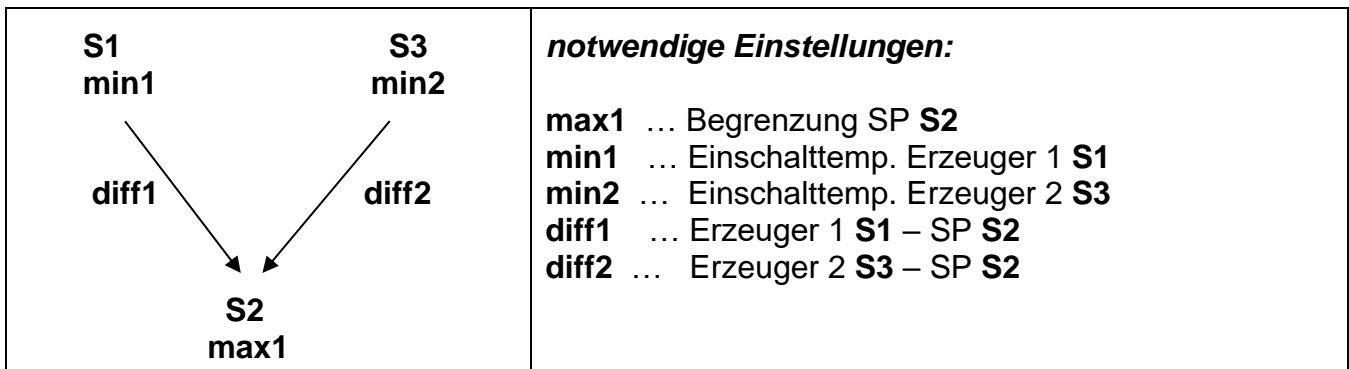 S1 S3
min1 min2
diff1 diff2
S2
max1
notwendige Einstellungen:
max1 … Begrenzung SP S2
min1 … Einschalttemp. Erzeuger 1 S1
min2 … Einschalttemp. Erzeuger 2 S3
diff1 … Erzeuger 1 S1 – SP S2
diff2 … Erzeuger 2 S3 – SP S2